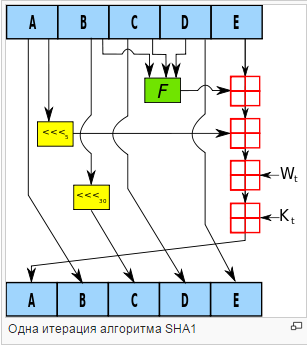 A B C D E
F
<<<5
<<<30
Wt
Kt
A B C D E
Одна итерация алгоритма SHA1